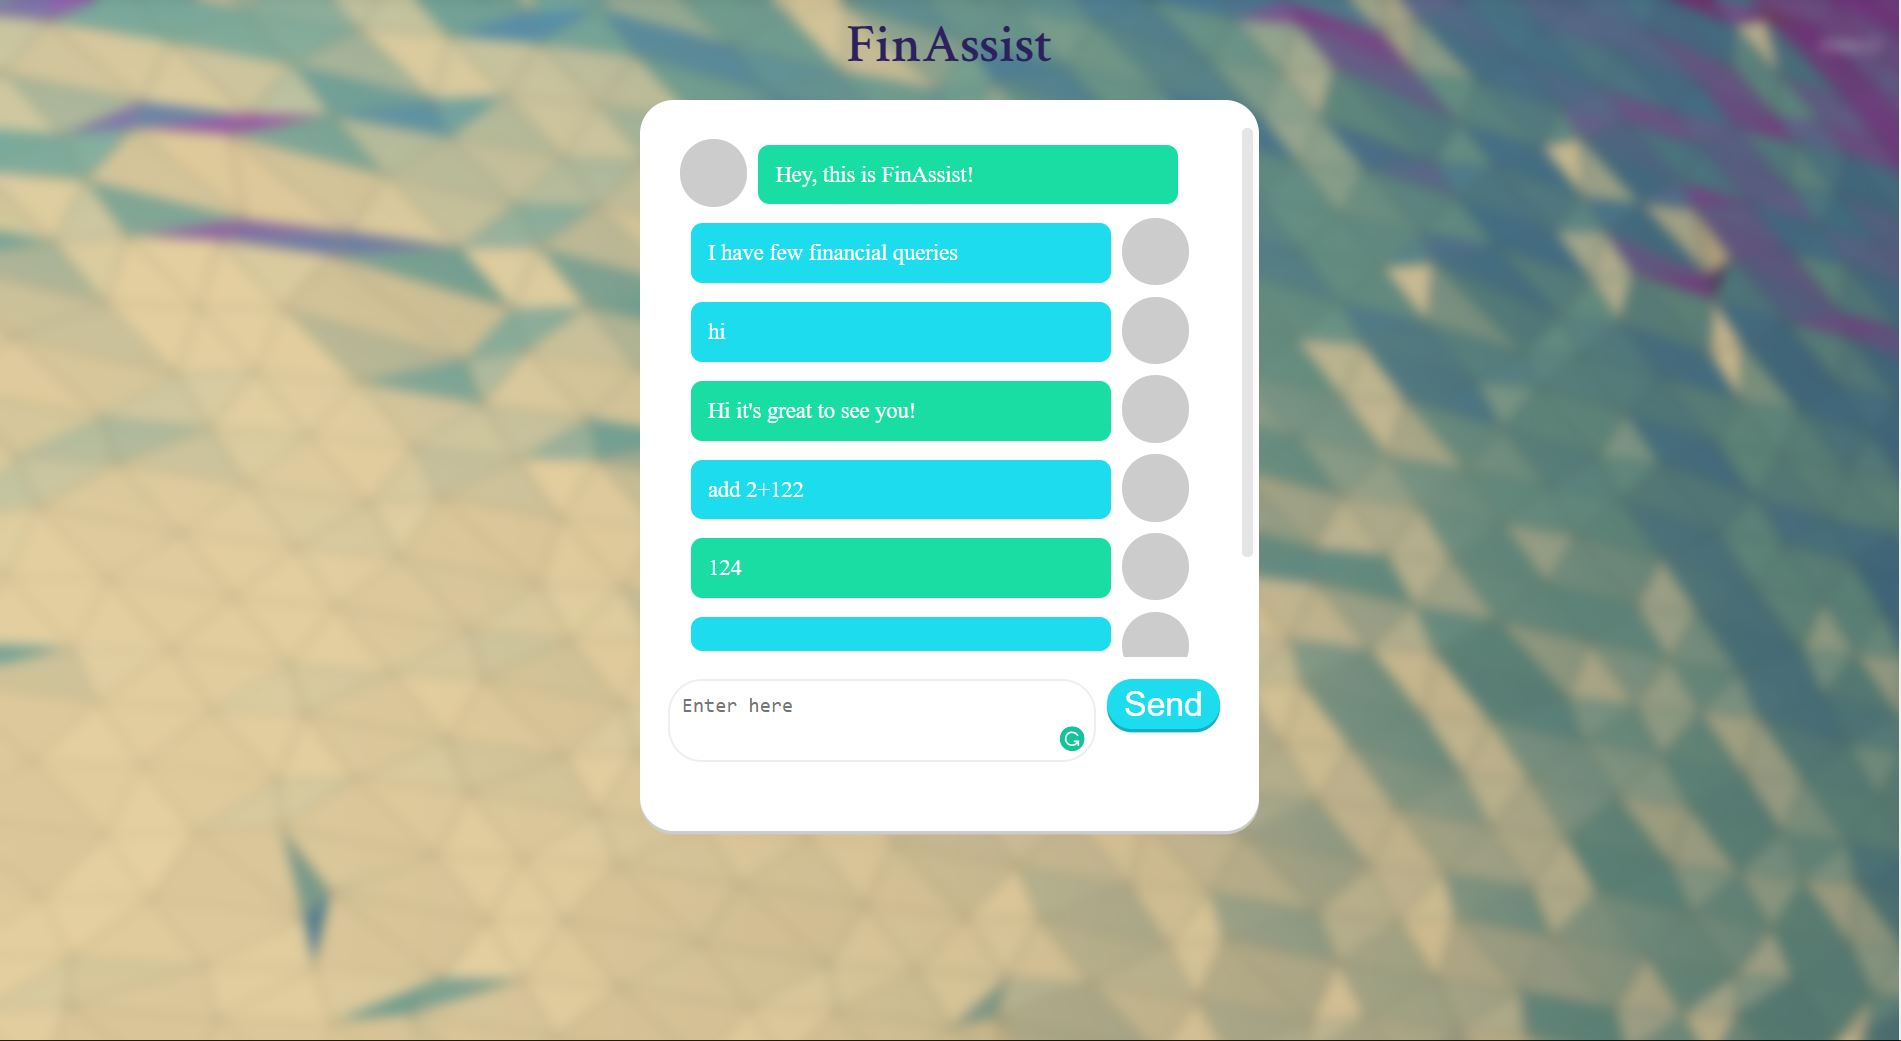 FinAssist
Hey, this is FinAssist!
I have few financial queries
hi
Hi it's great to see you!
add 2+122
124
Enter here
Send